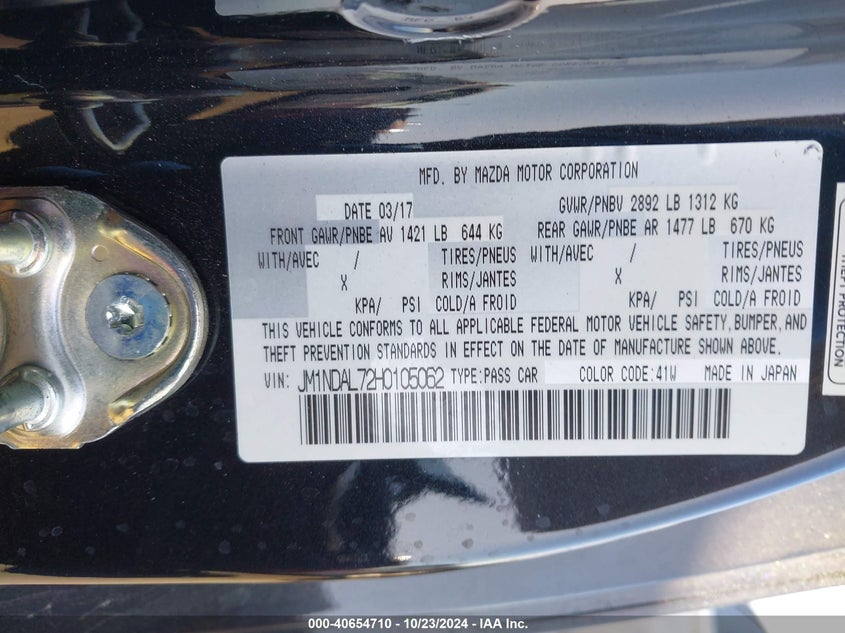 MFD. BY MAZDA MOTOR CORPORATION
DATE 03/17 GVWR/PNBV 2892 LB 1312 KG
FRONT GAWR/PNBE AV 1421 LB 644 KG REAR GAWR/PNBE AR 1477 LB 670 KG
WITH/AVEC / TIRES/PNEUS WITH/AVEC / TIRES/PNEUS
X RIMS/JANTES X RIMS/JANTES
KPA/ PSI COLD/A FROID KPA/ PSI COLD/A FROID
THIS VEHICLE CONFORMS TO ALL APPLICABLE FEDERAL MOTOR VEHICLE SAFETY, BUMPER, AND
THEFT PREVENTION STANDARDS IN EFFECT ON THE DATE OF MANUFACTURE SHOWN ABOVE.
VIN: JM1NDAL72H0105062 TYPE:PASS CAR COLOR CODE:41W MADE IN JAPAN
THEFT PROTECTION
000-40654710 - 10/23/2024 - IAA Inc.